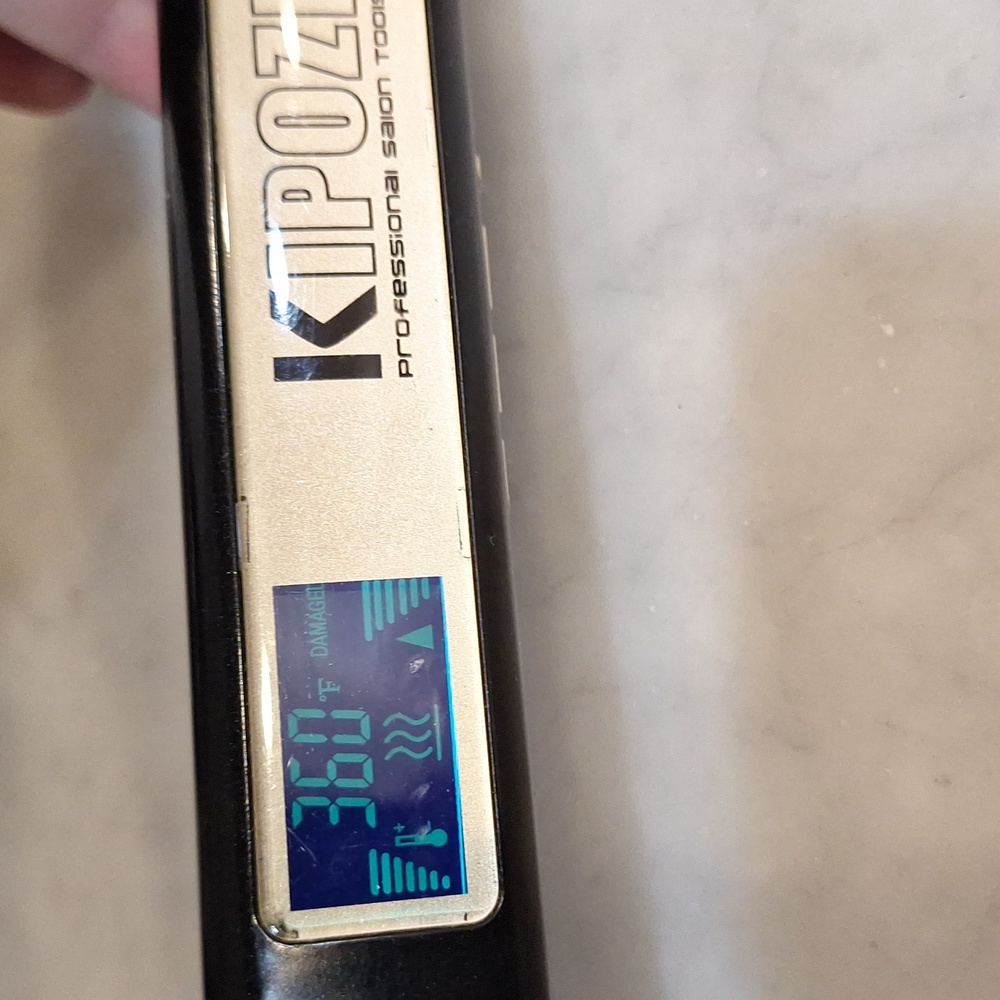 KIPOZI
Professional Salon Tools
360 °F DAMAGED